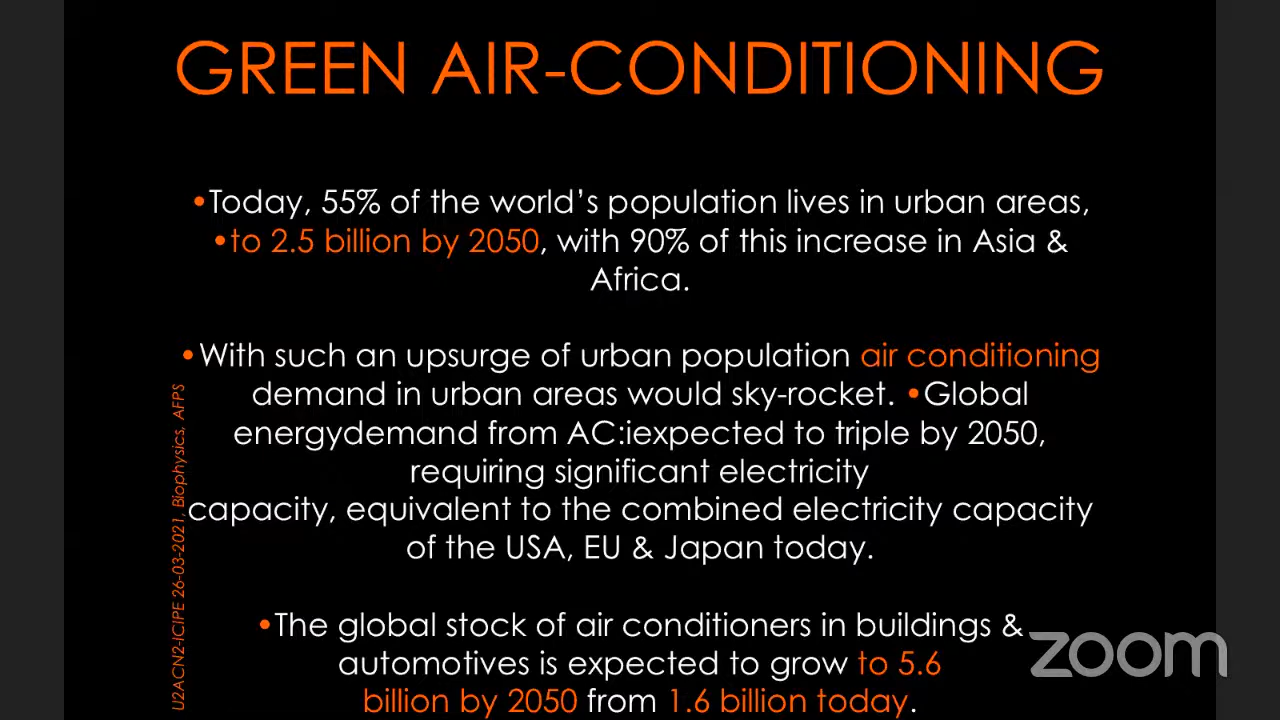 GREEN AIR-CONDITIONING
•Today, 55% of the world's population lives in urban areas,
•to 2.5 billion by 2050, with 90% of this increase in Asia &
Africa.
•With such an upsurge of urban population air conditioning
demand in urban areas would sky-rocket. •Global
energydemand from AC:iexpected to triple by 2050,
requiring significant electricity
capacity, equivalent to the combined electricity capacity
of the USA, EU & Japan today.
•The global stock of air conditioners in buildings &
automotives is expected to grow to 5.6
billion by 2050 from 1.6 billion today.
U2ACN2-ICIPE 26-03-2021, Biophysics, AFPS
zoom